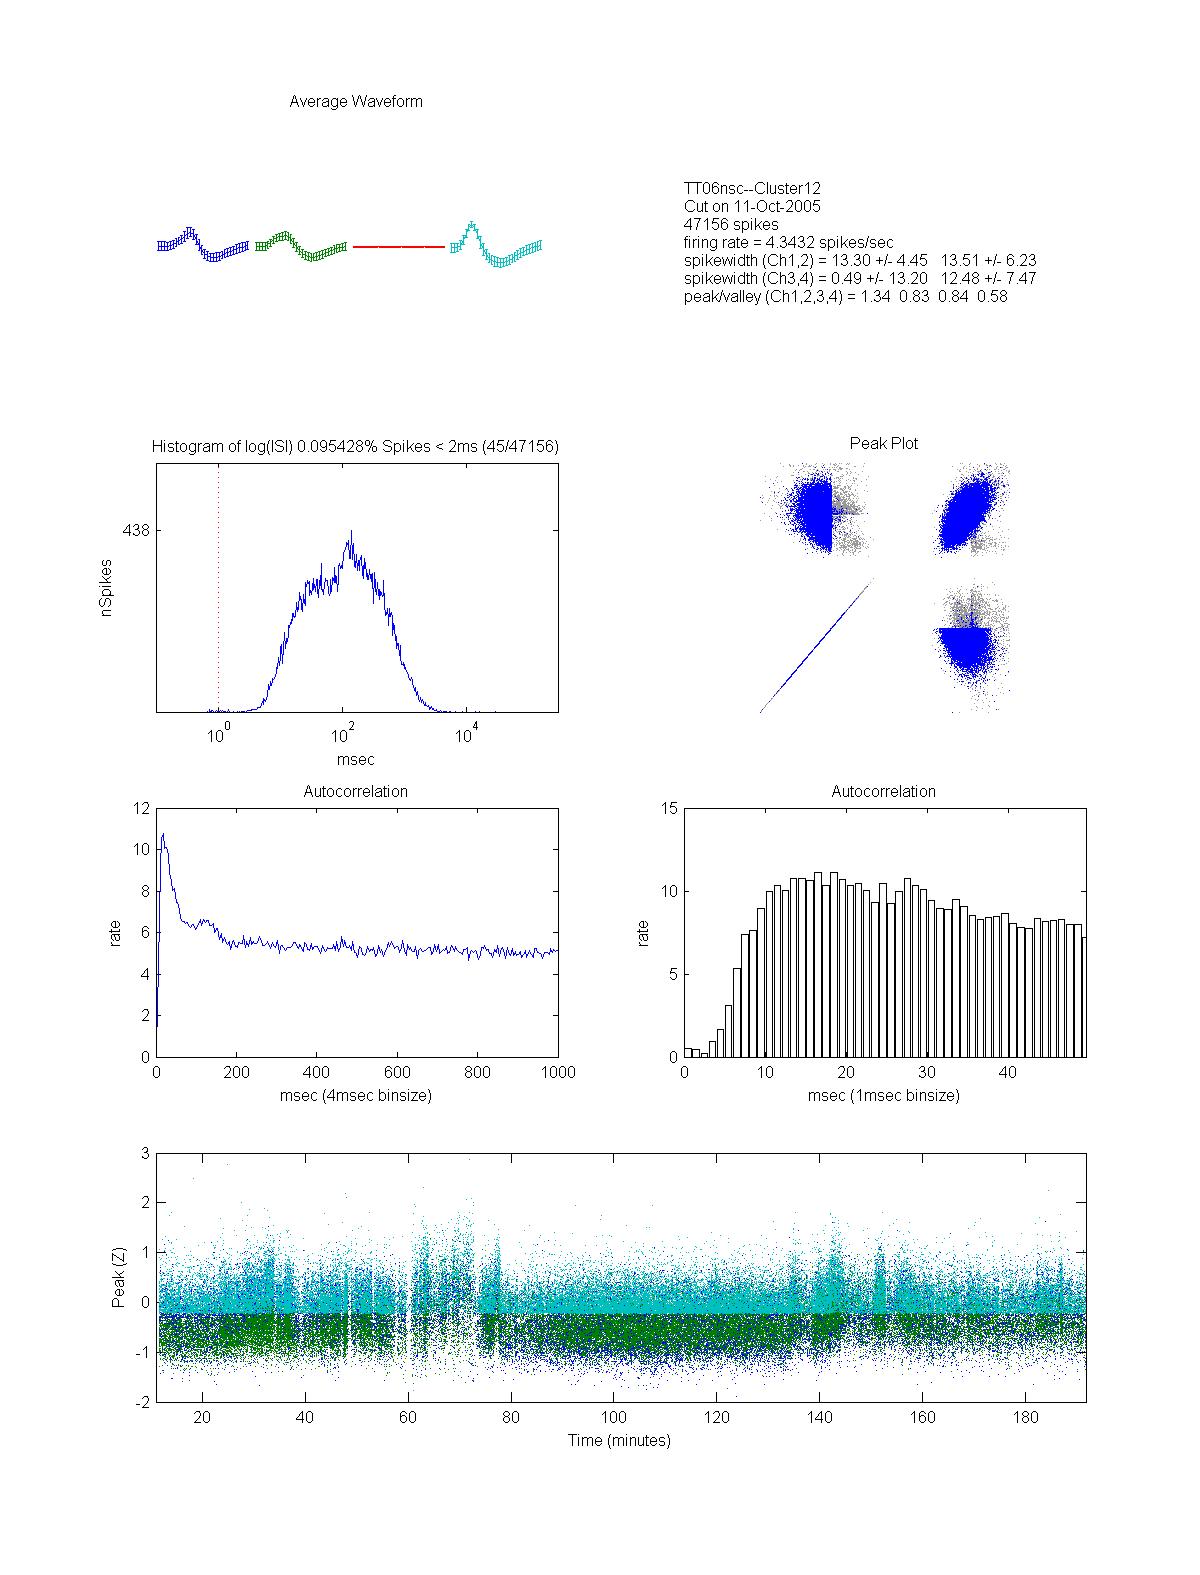 Average Waveform
TT06nsc--Cluster12
Cut on 11-Oct-2005
47156 spikes
firing rate = 4.3432 spikes/sec
spikewidth (Ch1,2) = 13.30 +/- 4.45 13.51 +/- 6.23
spikewidth (Ch3,4) = 0.49 +/- 13.20 12.48 +/- 7.47
peak/valley (Ch1,2,3,4) = 1.34 0.83 0.84 0.58
Histogram of log(ISI) 0.095428% Spikes < 2ms (45/47156)
438
nSpikes
10^0 10^2 10^4
msec
Peak Plot
Autocorrelation
12
10
8
6
4
2
0
rate
0 200 400 600 800 1000
msec (4msec binsize)
Autocorrelation
15
10
5
0
rate
0 10 20 30 40
msec (1msec binsize)
3
2
1
0
-1
-2
Peak (Z)
20 40 60 80 100 120 140 160 180
Time (minutes)